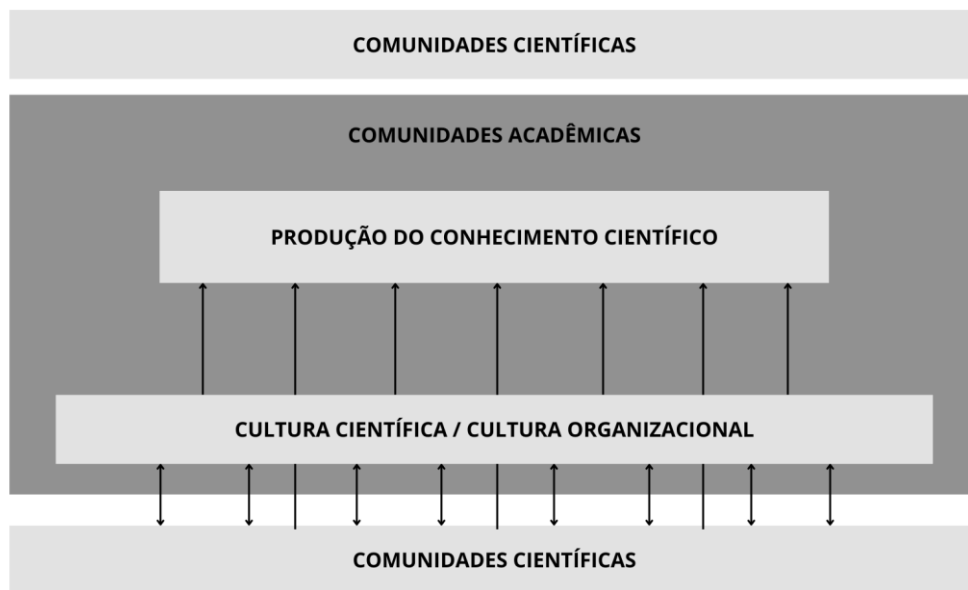 COMUNIDADES CIENTÍFICAS
COMUNIDADES ACADÊMICAS
PRODUÇÃO DO CONHECIMENTO CIENTÍFICO
CULTURA CIENTÍFICA / CULTURA ORGANIZACIONAL
COMUNIDADES CIENTÍFICAS